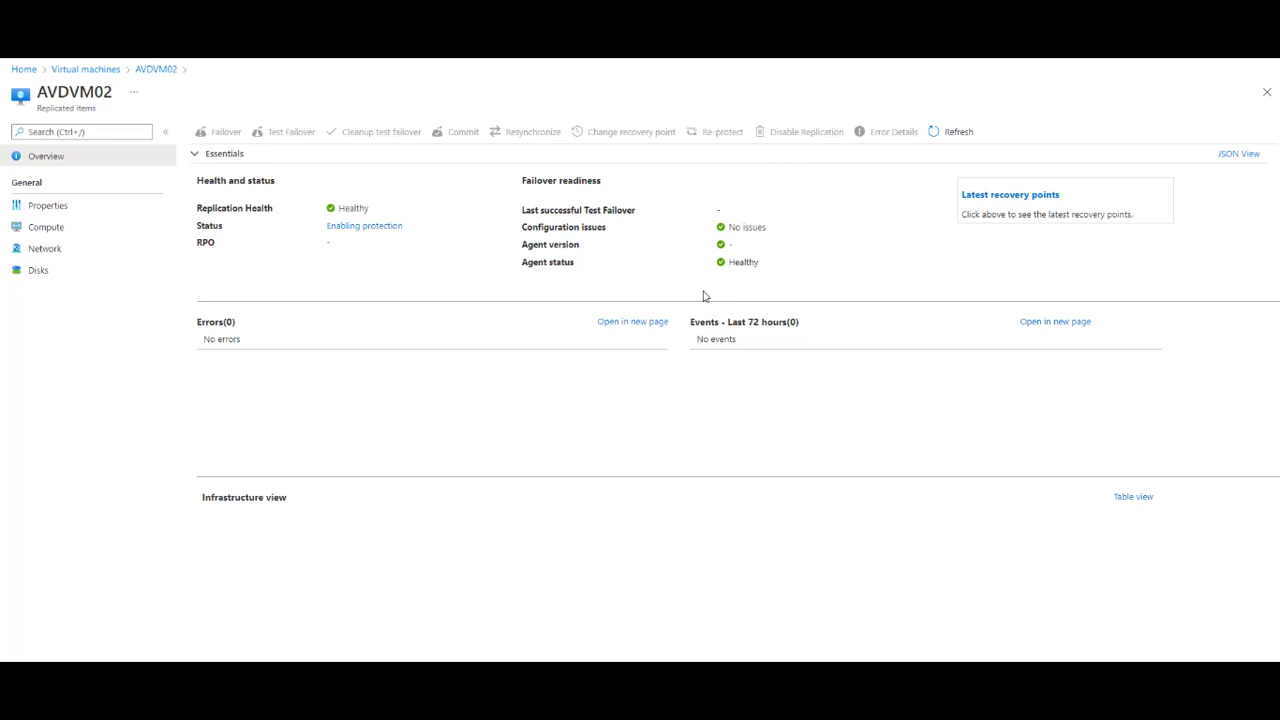 Home > Virtual machines > AVDVM02 >
AVDVM02 ...
Replicated items
Search (Ctrl+/) «
Failover Test Failover Cleanup test failover Commit Resynchronize Change recovery point Re-protect Disable Replication Error Details Refresh
Overview
General
Properties
Compute
Network
Disks
Essentials JSON View
Health and status
Replication Health Healthy
Status Enabling protection
RPO -
Failover readiness
Last successful Test Failover -
Configuration issues No issues
Agent version -
Agent status Healthy
Latest recovery points
Click above to see the latest recovery points.
Errors(0) Open in new page
No errors
Events - Last 72 hours(0) Open in new page
No events
Infrastructure view Table view